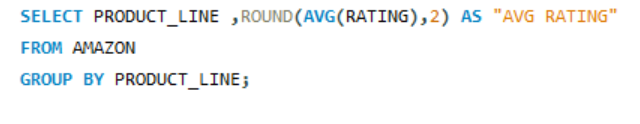 SELECT PRODUCT_LINE ,ROUND(AVG(RATING),2) AS "AVG RATING"
FROM AMAZON
GROUP BY PRODUCT_LINE;